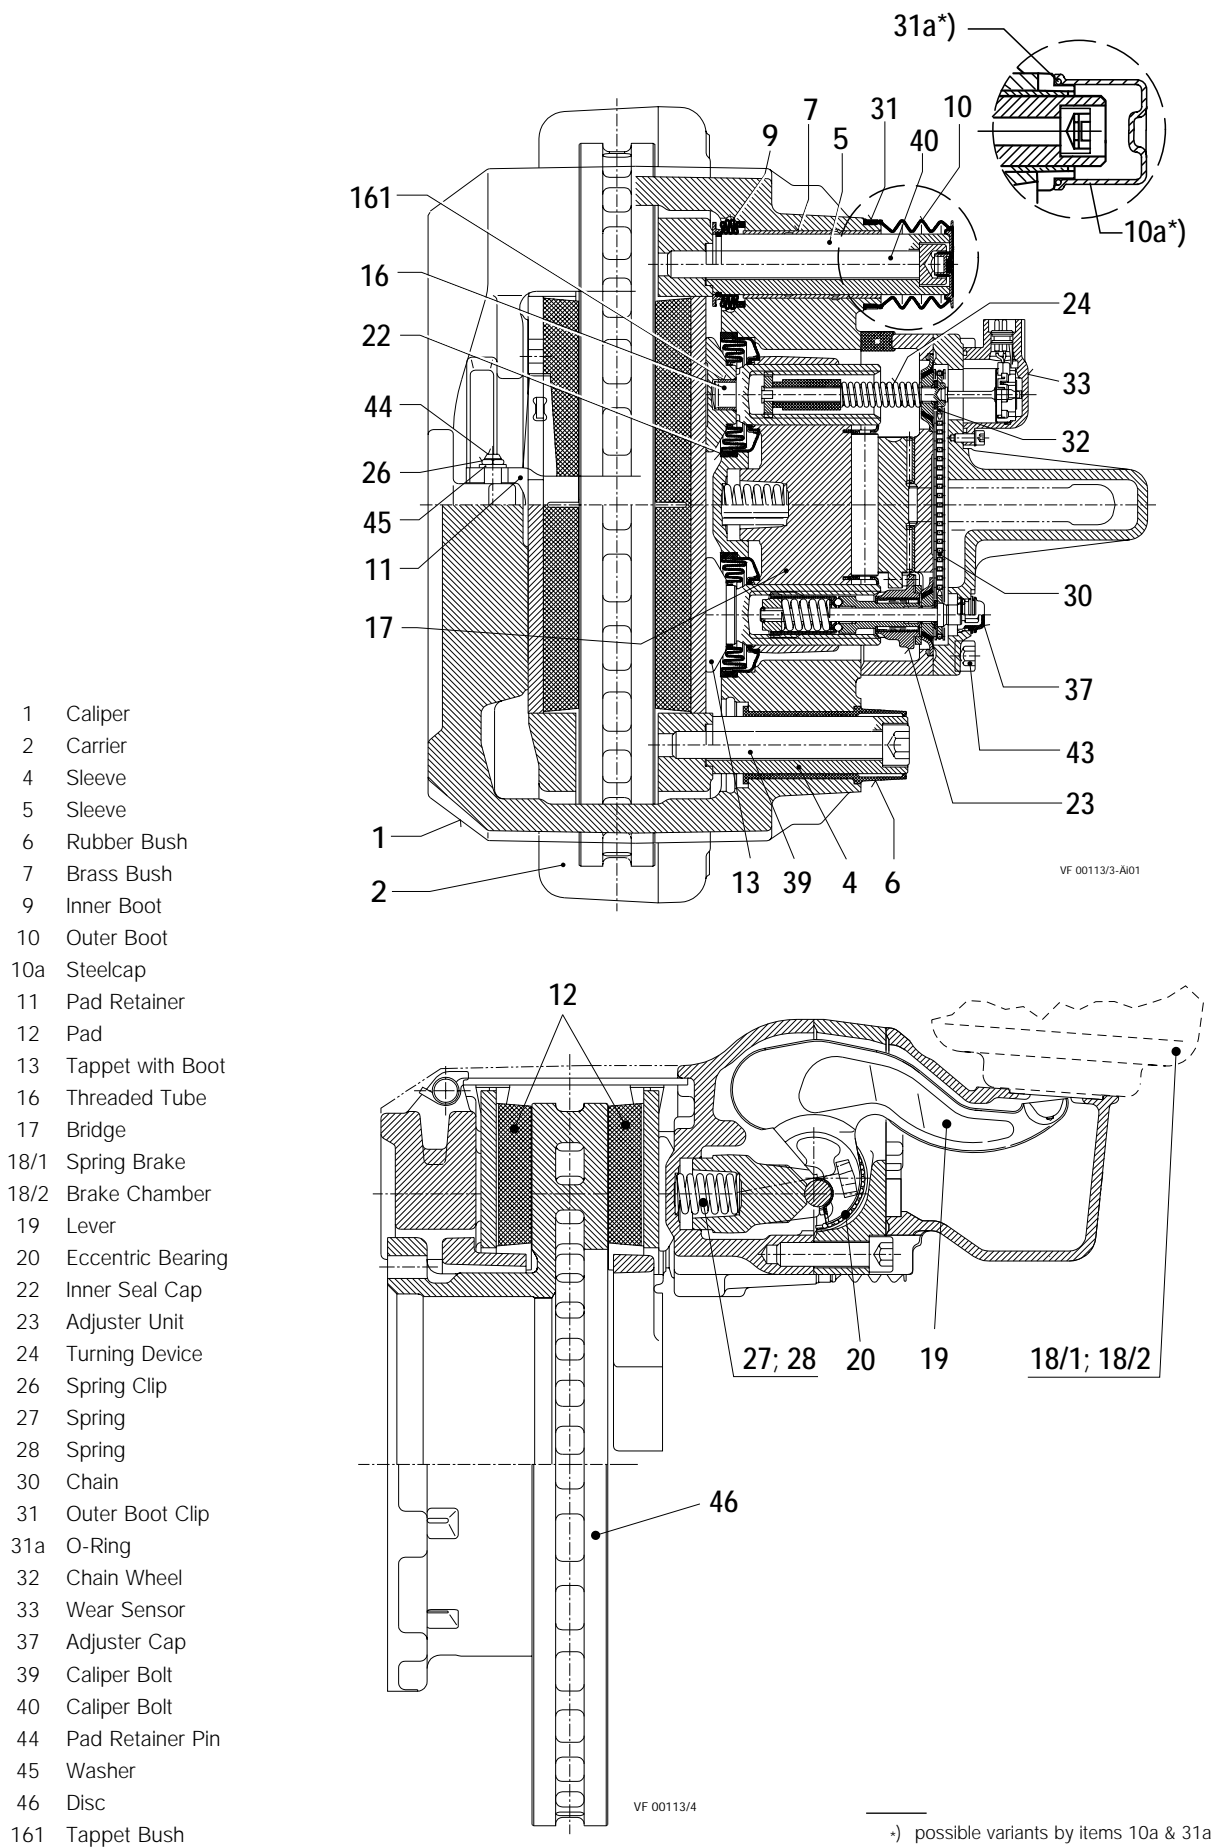 31a*)
7
31
10
9
5
40
161
10a*)
16
24
22
33
44
32
26
45
11
30
17
37
43
23
1
2
13
39
4
6
VF 00113/3-Äi01
1 Caliper
2 Carrier
4 Sleeve
5 Sleeve
6 Rubber Bush
7 Brass Bush
9 Inner Boot
10 Outer Boot
10a Steelcap
11 Pad Retainer
12 Pad
13 Tappet with Boot
16 Threaded Tube
17 Bridge
18/1 Spring Brake
18/2 Brake Chamber
19 Lever
20 Eccentric Bearing
22 Inner Seal Cap
23 Adjuster Unit
24 Turning Device
26 Spring Clip
27 Spring
28 Spring
30 Chain
31 Outer Boot Clip
31a O-Ring
32 Chain Wheel
33 Wear Sensor
37 Adjuster Cap
39 Caliper Bolt
40 Caliper Bolt
44 Pad Retainer Pin
45 Washer
46 Disc
161 Tappet Bush
12
27; 28
20
19
18/1; 18/2
46
VF 00113/4
*) possible variants by items 10a & 31a